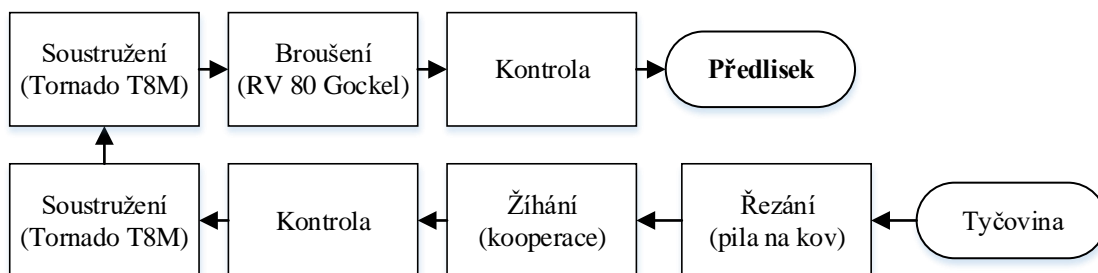 Soustružení
(Tornado T8M)
Broušení
(RV 80 Gockel)
Kontrola
Předlisek
Soustružení
(Tornado T8M)
Kontrola
Žíhání
(kooperace)
Řezání
(pila na kov)
Tyčovina